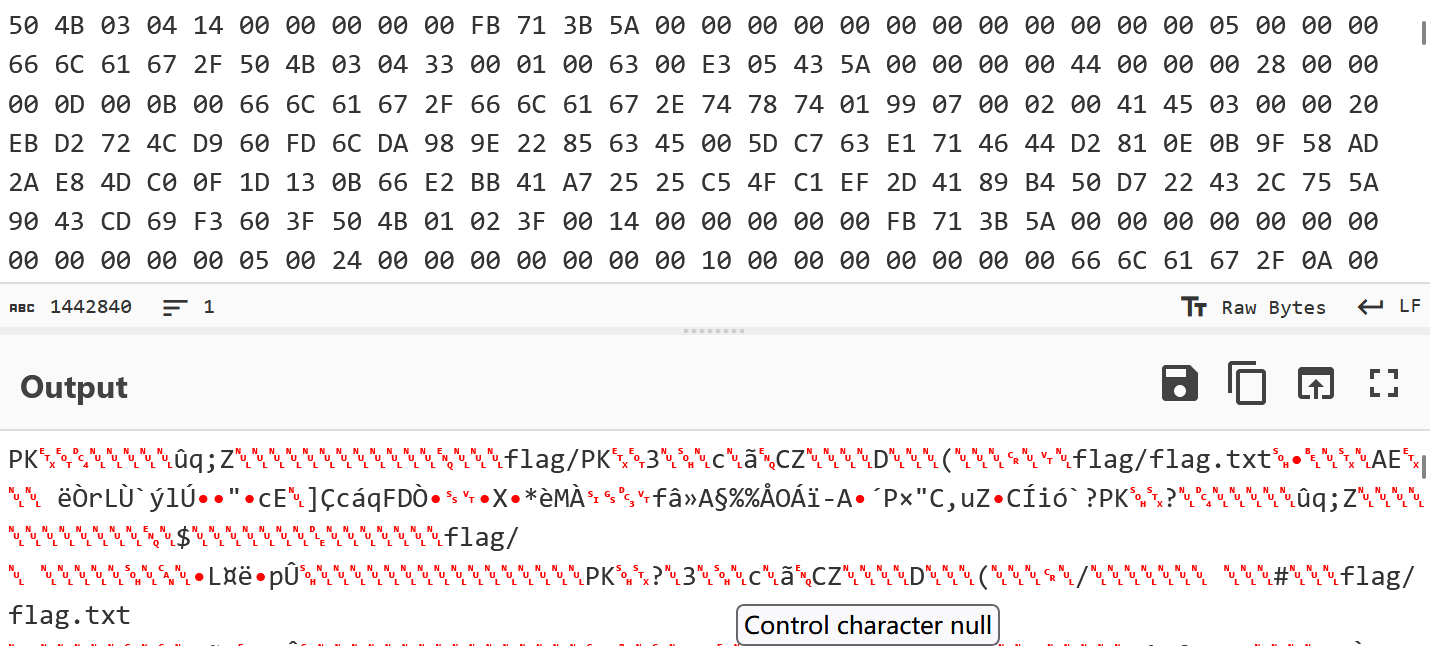 50 4B 03 04 14 00 00 00 00 00 FB 71 3B 5A 00 00 00 00 00 00 00 00 00 00 00 00 05 00 00 00
66 6C 61 67 2F 50 4B 03 04 33 00 01 00 63 00 E3 05 43 5A 00 00 00 00 44 00 00 00 28 00 00
00 0D 00 0B 00 66 6C 61 67 2F 66 6C 61 67 2E 74 78 74 01 99 07 00 02 00 41 45 03 00 00 20
EB D2 72 4C D9 60 FD 6C DA 98 9E 22 85 63 45 00 5D C7 63 E1 71 46 44 D2 81 0E 0B 9F 58 AD
2A E8 4D C0 0F 1D 13 0B 66 E2 BB 41 A7 25 25 C5 4F C1 EF 2D 41 89 B4 50 D7 22 43 2C 75 5A
90 43 CD 69 F3 60 3F 50 4B 01 02 3F 00 14 00 00 00 00 00 FB 71 3B 5A 00 00 00 00 00 00 00
00 00 00 00 00 05 00 24 00 00 00 00 00 00 00 10 00 00 00 00 00 00 00 66 6C 61 67 2F 0A 00
ABC 1442840 1 Tт Raw Bytes LF
Output
PK ûq;Z flag/PK 3 c ã CZ D ( flag/flag.txt • AE
ëÒrLÙ`ýlÚ••"•cE ]ÇcáqFDÒ• •X•*èMÀ fâ»A§%%ÅOÁï-A•´P×"C,uZ•CÍió`?PK ? ûq;Z
$ flag/
•L¤ë•pÛ PK ? 3 c ã CZ D ( / # flag/
flag.txt
Control character null